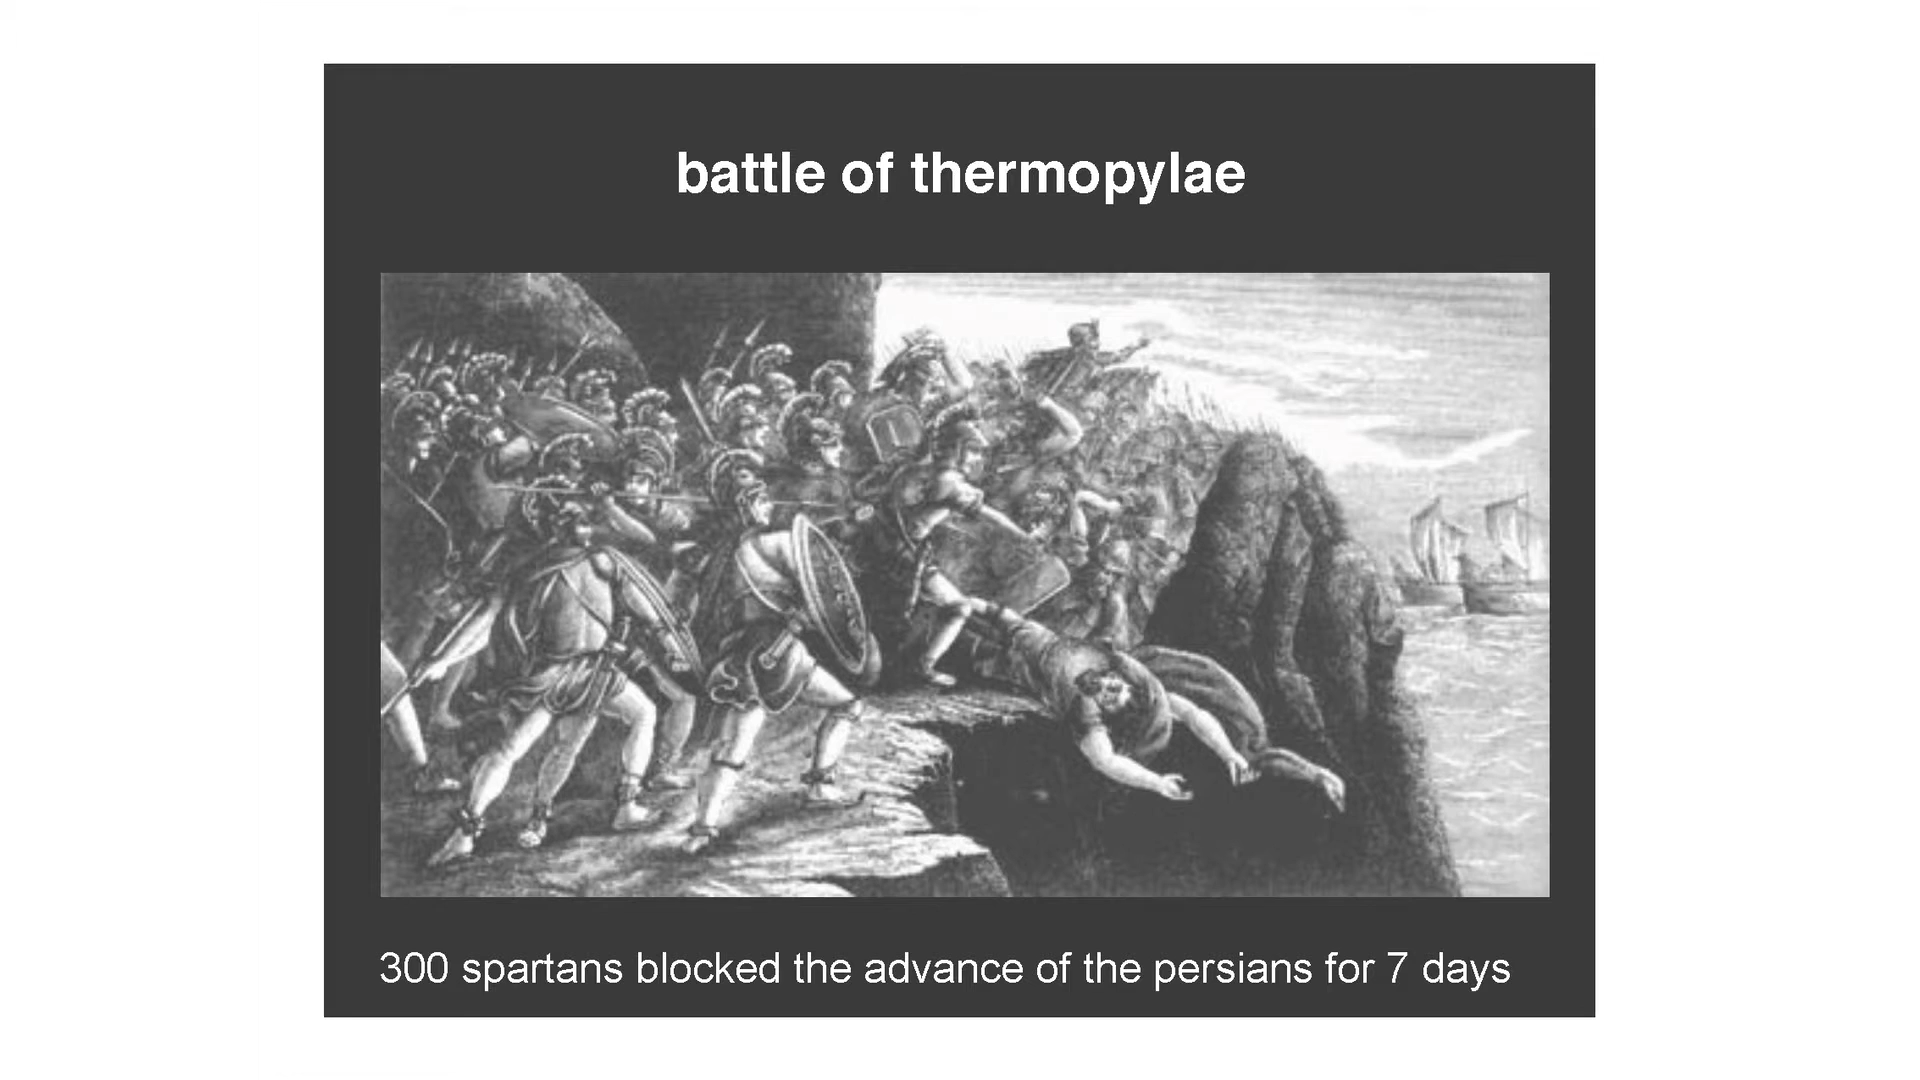 battle of thermopylae
300 spartans blocked the advance of the persians for 7 days